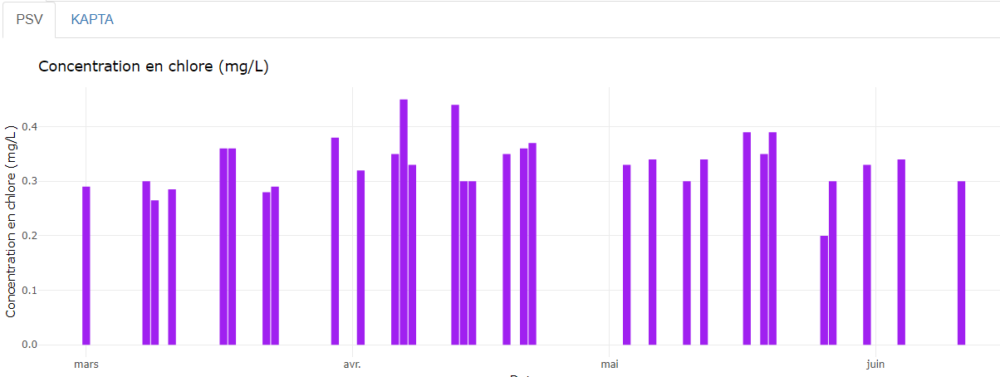 PSV KAPTA
Concentration en chlore (mg/L)
Concentration en chlore (mg/L)
0.4
0.3
0.2
0.1
0.0
mars avr. mai juin